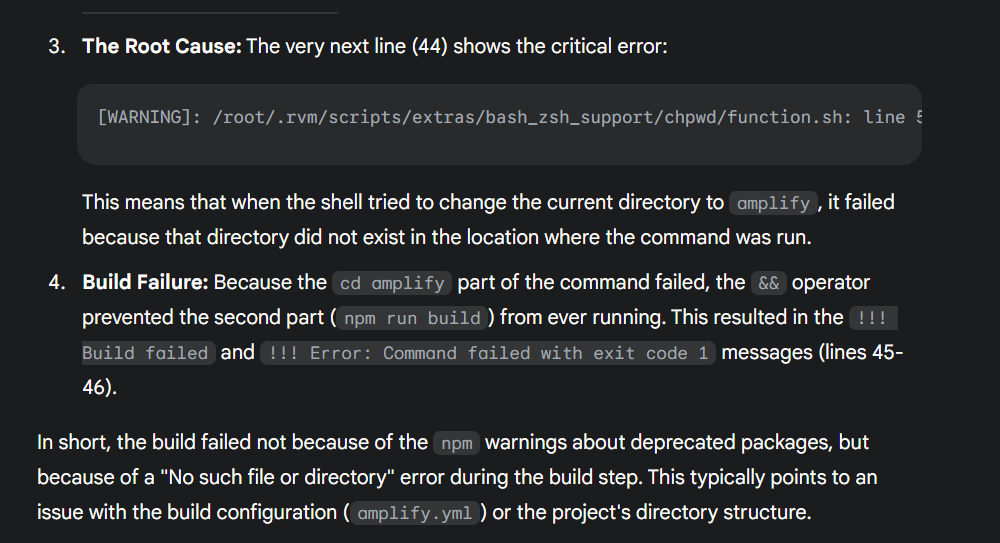 3. The Root Cause: The very next line (44) shows the critical error:
[WARNING]: /root/.rvm/scripts/extras/bash_zsh_support/chpwd/function.sh: line
This means that when the shell tried to change the current directory to amplify, it failed
because that directory did not exist in the location where the command was run.
4. Build Failure: Because the cd amplify part of the command failed, the && operator
prevented the second part (npm run build) from ever running. This resulted in the !!!
Build failed and !!! Error: Command failed with exit code 1 messages (lines 45-
46).
In short, the build failed not because of the npm warnings about deprecated packages, but
because of a "No such file or directory" error during the build step. This typically points to an
issue with the build configuration (amplify.yml) or the project's directory structure.